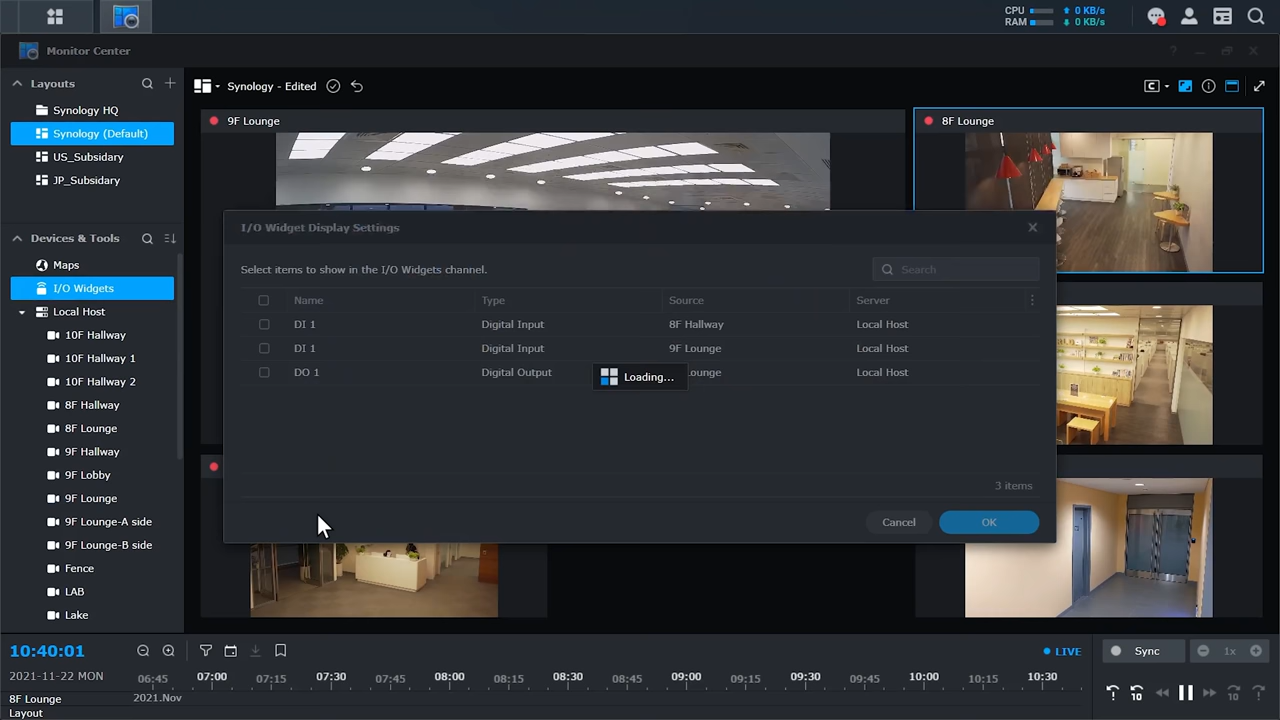 CPU ↑ 0 KB/s
RAM ↓ 0 KB/s
Monitor Center
Layouts
Synology HQ
Synology (Default)
US_Subsidary
JP_Subsidary
Devices & Tools
Maps
I/O Widgets
Local Host
10F Hallway
10F Hallway 1
10F Hallway 2
8F Hallway
8F Lounge
9F Hallway
9F Lobby
9F Lounge
9F Lounge-A side
9F Lounge-B side
Fence
LAB
Lake
Synology - Edited
C
9F Lounge
8F Lounge
I/O Widget Display Settings
Select items to show in the I/O Widgets channel.
Search
Name Type Source Server
DI 1 Digital Input 8F Hallway Local Host
DI 1 Digital Input 9F Lounge Local Host
DO 1 Digital Output ounge Local Host
Loading...
3 items
Cancel OK
10:40:01
2021-11-22 MON
LIVE
Sync
1x
06:45 07:00 07:15 07:30 07:45 08:00 08:15 08:30 08:45 09:00 09:15 09:30 09:45 10:00 10:15 10:30
2021.Nov
10 10
8F Lounge
Layout